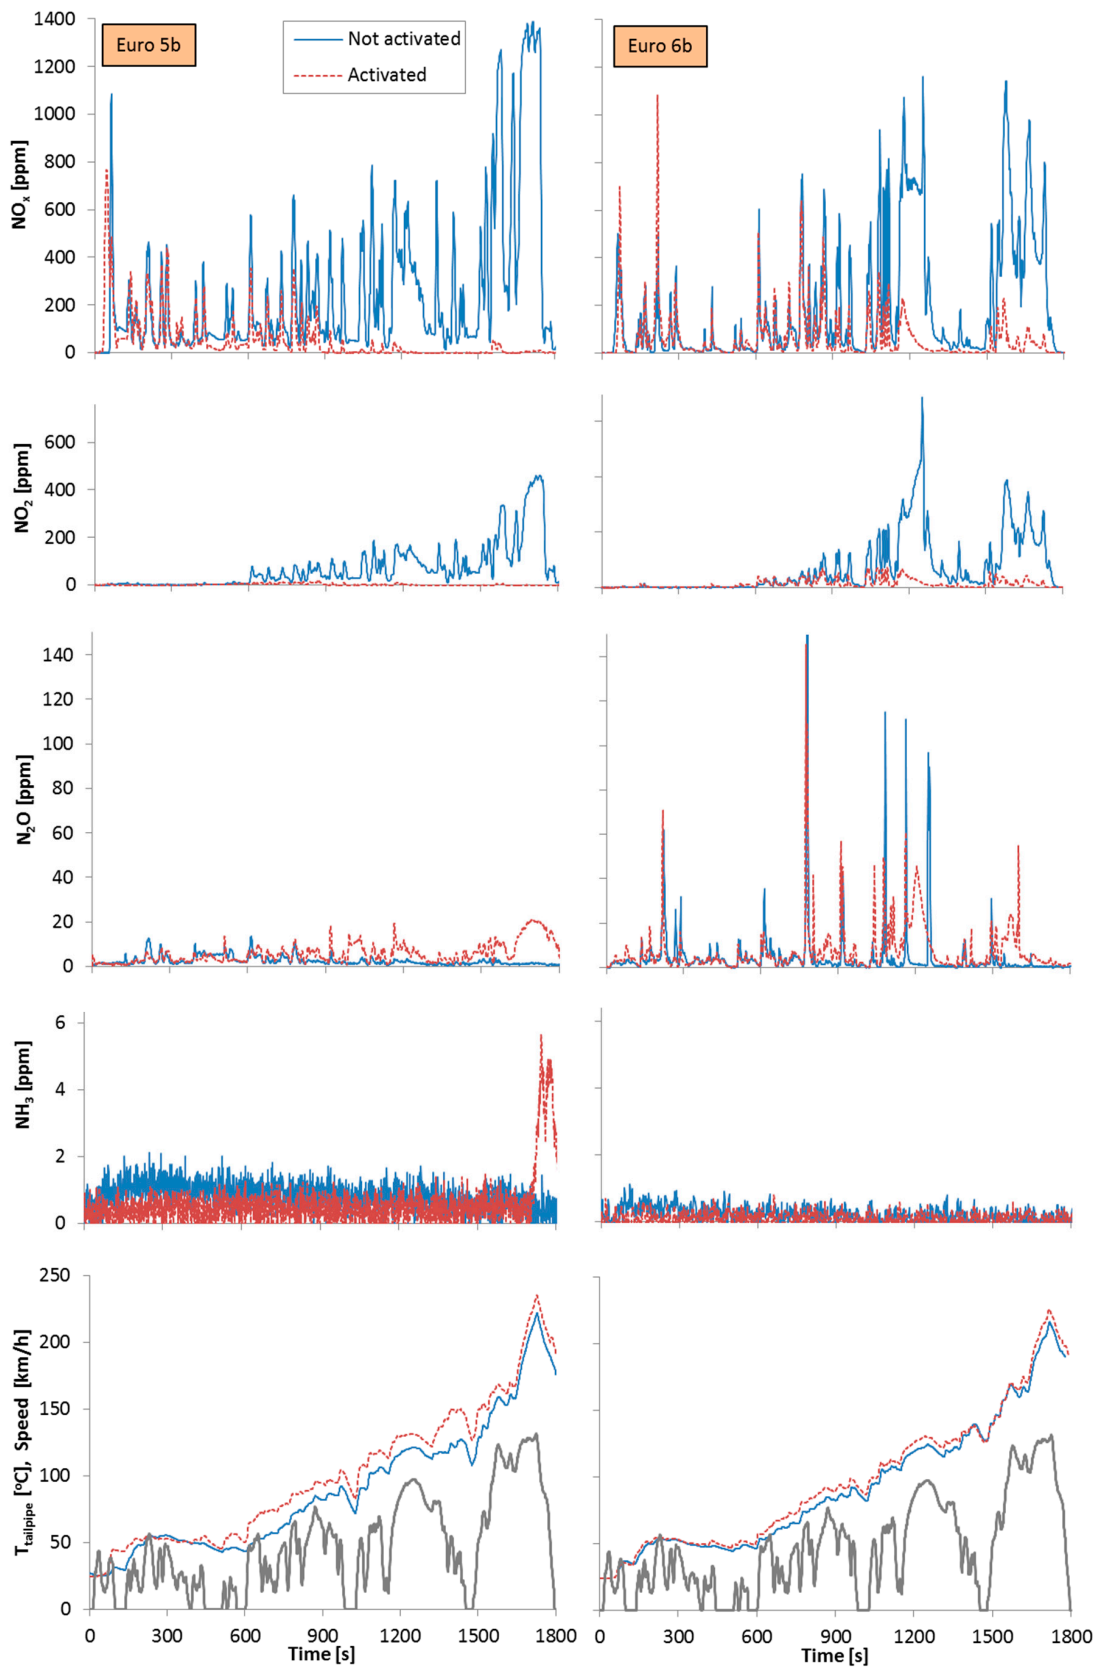 Euro 5b
Not activated
Activated
Euro 6b
NOx [ppm]
1400
1200
1000
800
600
400
200
0
NO2 [ppm]
600
400
200
0
N2O [ppm]
140
120
100
80
60
40
20
0
NH3 [ppm]
6
4
2
0
Ttailpipe [ºC], Speed [km/h]
250
200
150
100
50
0
0 300 600 900 1200 1500 1800
0 300 600 900 1200 1500 1800
Time [s]
Time [s]